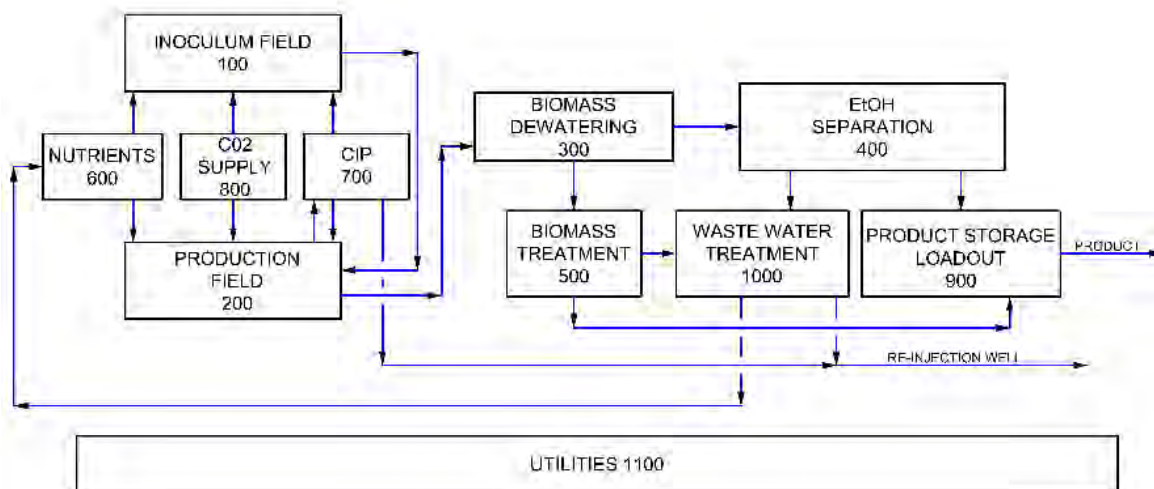 INOCULUM FIELD
100
NUTRIENTS
600
C02
SUPPLY
800
CIP
700
PRODUCTION
FIELD
200
BIOMASS
DEWATERING
300
EtOH
SEPARATION
400
BIOMASS
TREATMENT
500
WASTE WATER
TREATMENT
1000
PRODUCT STORAGE
LOADOUT
900
PRODUCT
RE-INJECTION WELL
UTILITIES 1100